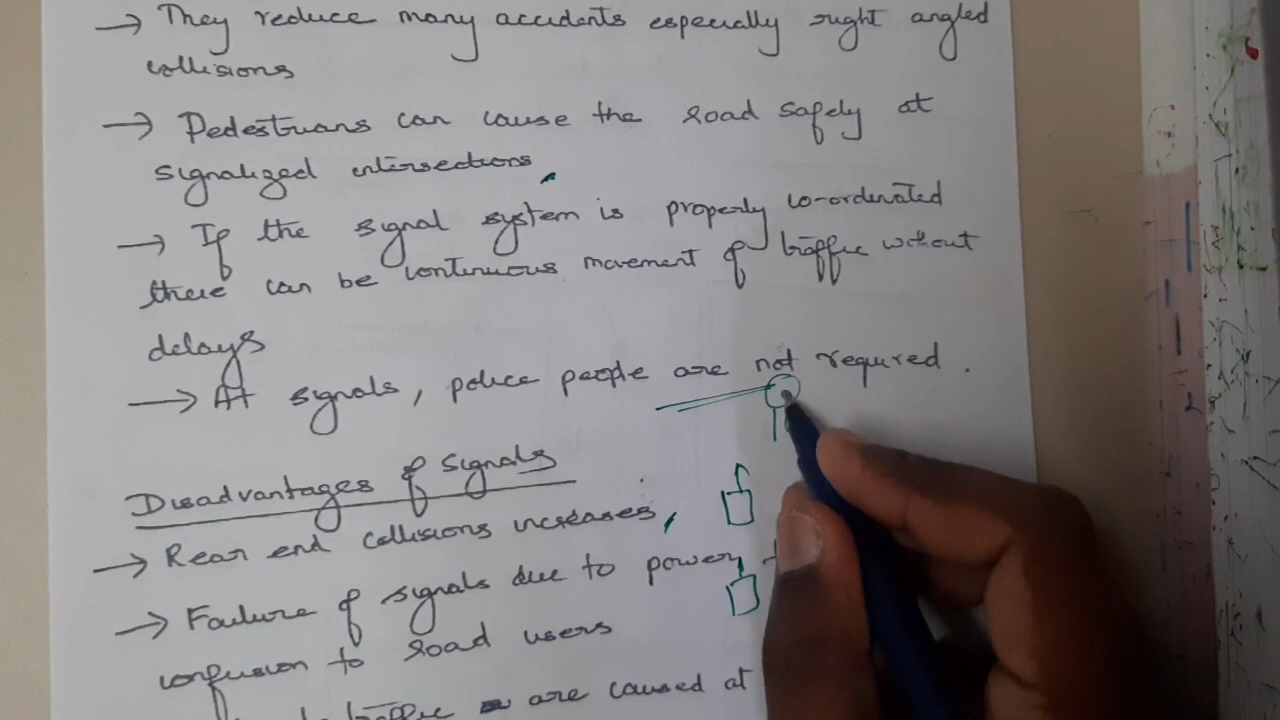 → They reduce many accidents especially right angled
collisions
→ Pedestrians can cause the road safely at
signalized intersections
→ If the signal system is properly co-ordinated
there can be continuous movement of traffic without
delays
→ At signals, police people are not required.
Disadvantages of signals
→ Rear end collisions increases,
→ Failure of signals due to power
confusion to road users
traffic are caused at